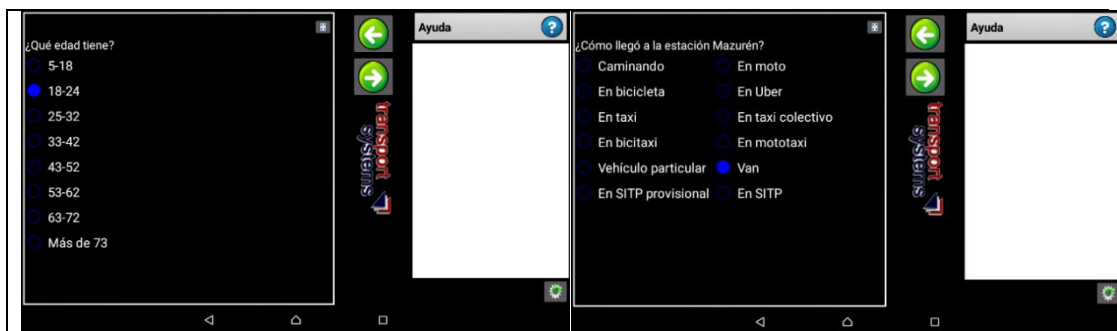 ¿Qué edad tiene?
5-18
18-24
25-32
33-42
43-52
53-62
63-72
Más de 73
transport
systems
Ayuda
?
¿Cómo llegó a la estación Mazurén?
Caminando
En moto
En bicicleta
En Uber
En taxi
En taxi colectivo
En bicitaxi
En mototaxi
Vehículo particular
Van
En SITP provisional
En SITP
transport
systems
Ayuda
?